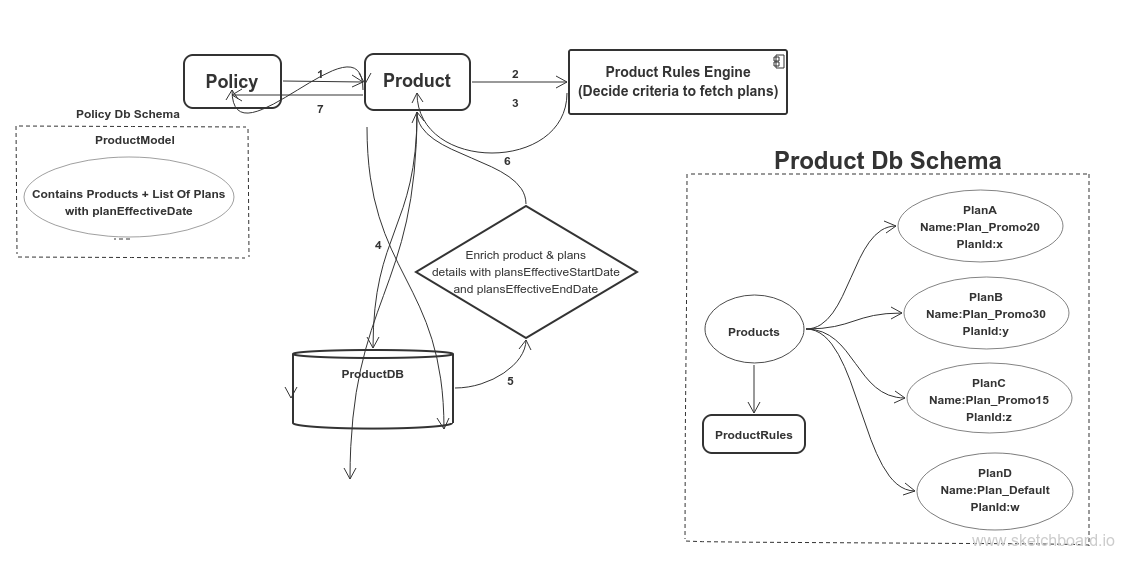 Policy
1
7
Product
2
3
Product Rules Engine
(Decide criteria to fetch plans)
Policy Db Schema
ProductModel
Contains Products + List Of Plans
with planEffectiveDate
6
4
Enrich product & plans
details with plansEffectiveStartDate
and plansEffectiveEndDate
ProductDB
5
Product Db Schema
Products
ProductRules
PlanA
Name:Plan_Promo20
PlanId:x
PlanB
Name:Plan_Promo30
PlanId:y
PlanC
Name:Plan_Promo15
PlanId:z
PlanD
Name:Plan_Default
PlanId:w
www.sketchboard.io